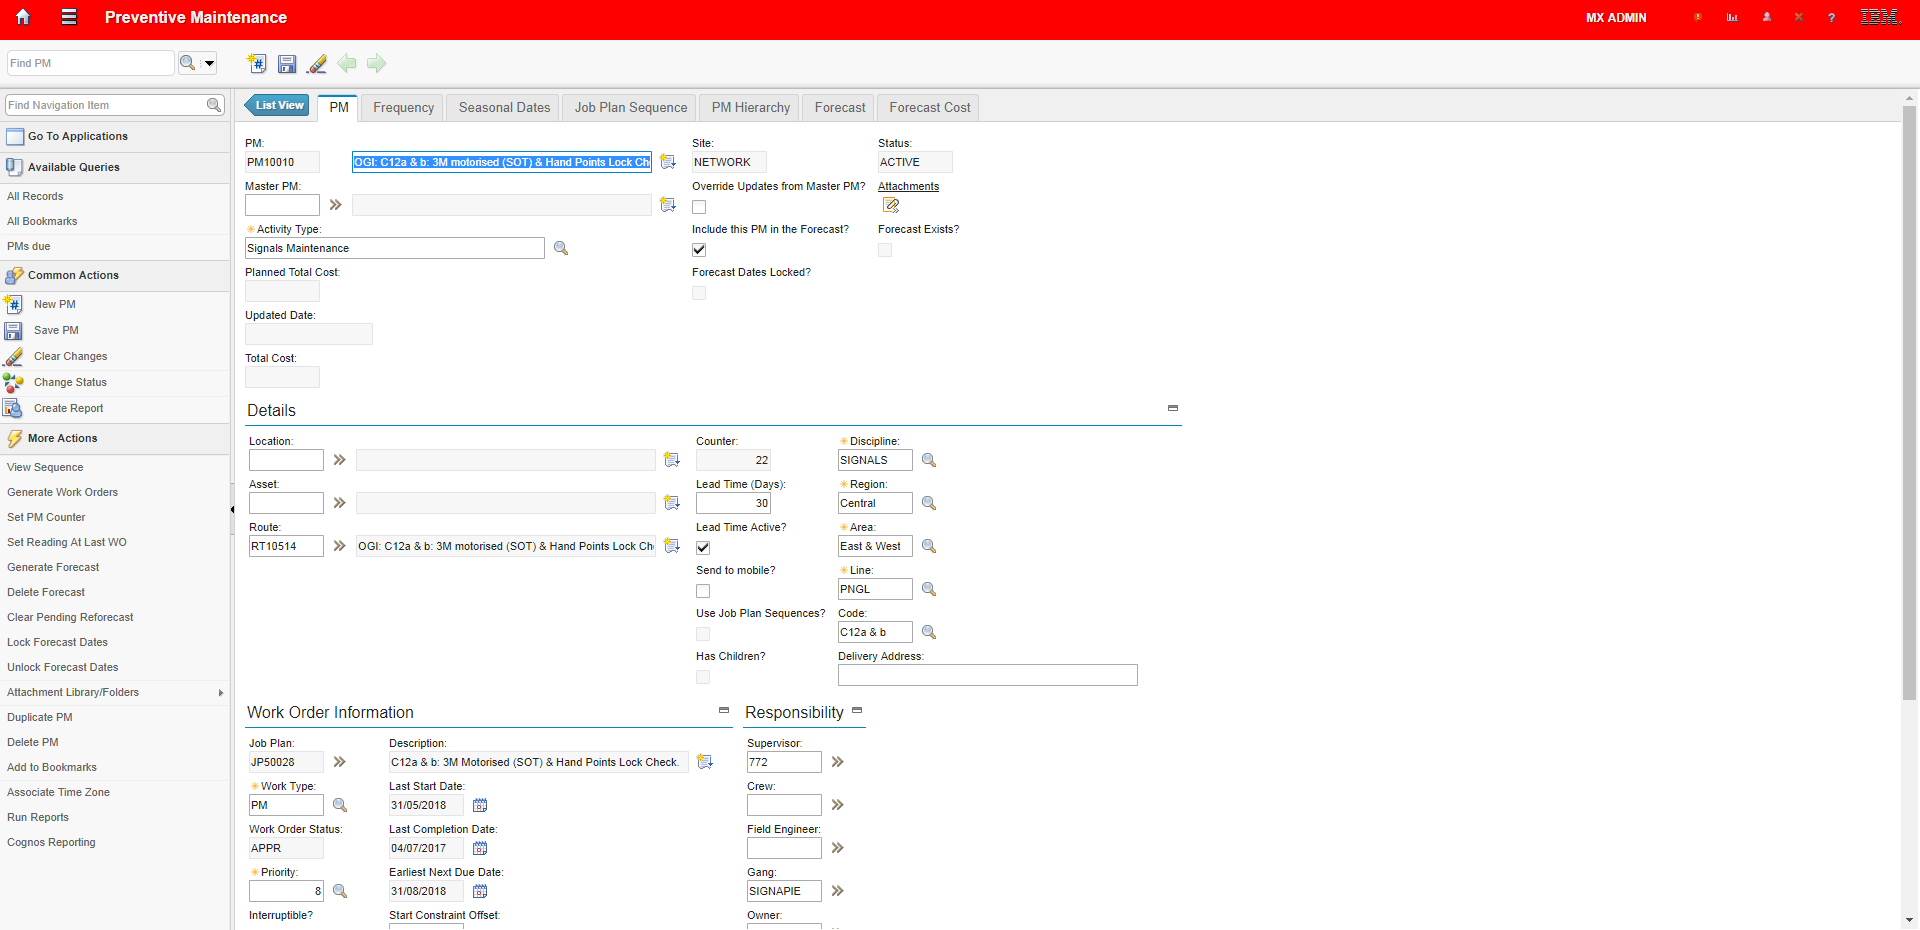 Preventive Maintenance
MX ADMIN
?
IBM
Find PM
List View
PM
Frequency
Seasonal Dates
Job Plan Sequence
PM Hierarchy
Forecast
Forecast Cost
Find Navigation Item
Go To Applications
Available Queries
All Records
All Bookmarks
PMs due
Common Actions
New PM
Save PM
Clear Changes
Change Status
Create Report
More Actions
View Sequence
Generate Work Orders
Set PM Counter
Set Reading At Last WO
Generate Forecast
Delete Forecast
Clear Pending Reforecast
Lock Forecast Dates
Unlock Forecast Dates
Attachment Library/Folders
Duplicate PM
Delete PM
Add to Bookmarks
Associate Time Zone
Run Reports
Cognos Reporting
PM:
PM10010
OGI: C12a & b: 3M motorised (SOT) & Hand Points Lock Ch
Master PM:
Activity Type:
Signals Maintenance
Planned Total Cost:
Updated Date:
Total Cost:
Site:
NETWORK
Override Updates from Master PM?
Include this PM in the Forecast?
Forecast Dates Locked?
Status:
ACTIVE
Attachments
Forecast Exists?
Details
Location:
Asset:
Route:
RT10514
OGI: C12a & b: 3M motorised (SOT) & Hand Points Lock Ch
Counter:
22
Lead Time (Days):
30
Lead Time Active?
Send to mobile?
Use Job Plan Sequences?
Has Children?
Discipline:
SIGNALS
Region:
Central
Area:
East & West
Line:
PNGL
Code:
C12a & b
Delivery Address:
Work Order Information
Job Plan:
JP50028
Work Type:
PM
Work Order Status:
APPR
Priority:
8
Interruptible?
Description:
C12a & b: 3M Motorised (SOT) & Hand Points Lock Check.
Last Start Date:
31/05/2018
Last Completion Date:
04/07/2017
Earliest Next Due Date:
31/08/2018
Start Constraint Offset:
Responsibility
Supervisor:
772
Crew:
Field Engineer:
Gang:
SIGNAPIE
Owner: